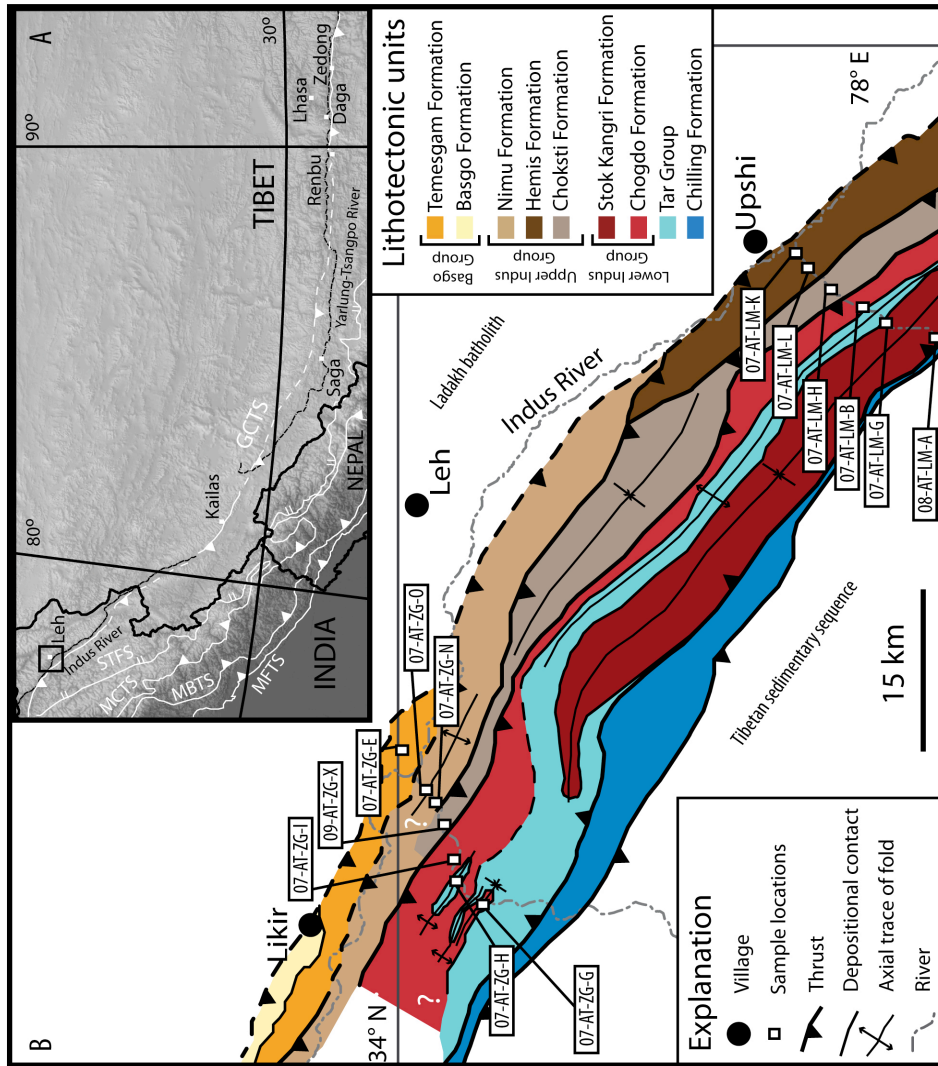 A
80°
90°
30°
Leh
Indus River
STFS
MCTS
MBTS
MFTS
INDIA
Kailas
GCTS
NEPAL
Saga
TIBET
Renbu
Yarlung-Tsangpo River
Lhasa
Daga
Zedong
B
Likir
34° N
07-AT-ZG-I
09-AT-ZG-X
07-AT-ZG-E
07-AT-ZG-O
07-AT-ZG-N
?
?
07-AT-ZG-H
07-AT-ZG-G
Leh
Ladakh batholith
Indus River
Upshi
78° E
07-AT-LM-K
07-AT-LM-L
07-AT-LM-H
07-AT-LM-B
07-AT-LM-G
08-AT-LM-A
Tibetan sedimentary sequence
15 km
Lithotectonic units
Basgo
Group
Temesgam Formation
Basgo Formation
Upper Indus
Group
Nimu Formation
Hemis Formation
Choksti Formation
Lower Indus
Group
Stok Kangri Formation
Chogdo Formation
Tar Group
Chilling Formation
Explanation
Village
Sample locations
Thrust
Depositional contact
Axial trace of fold
River